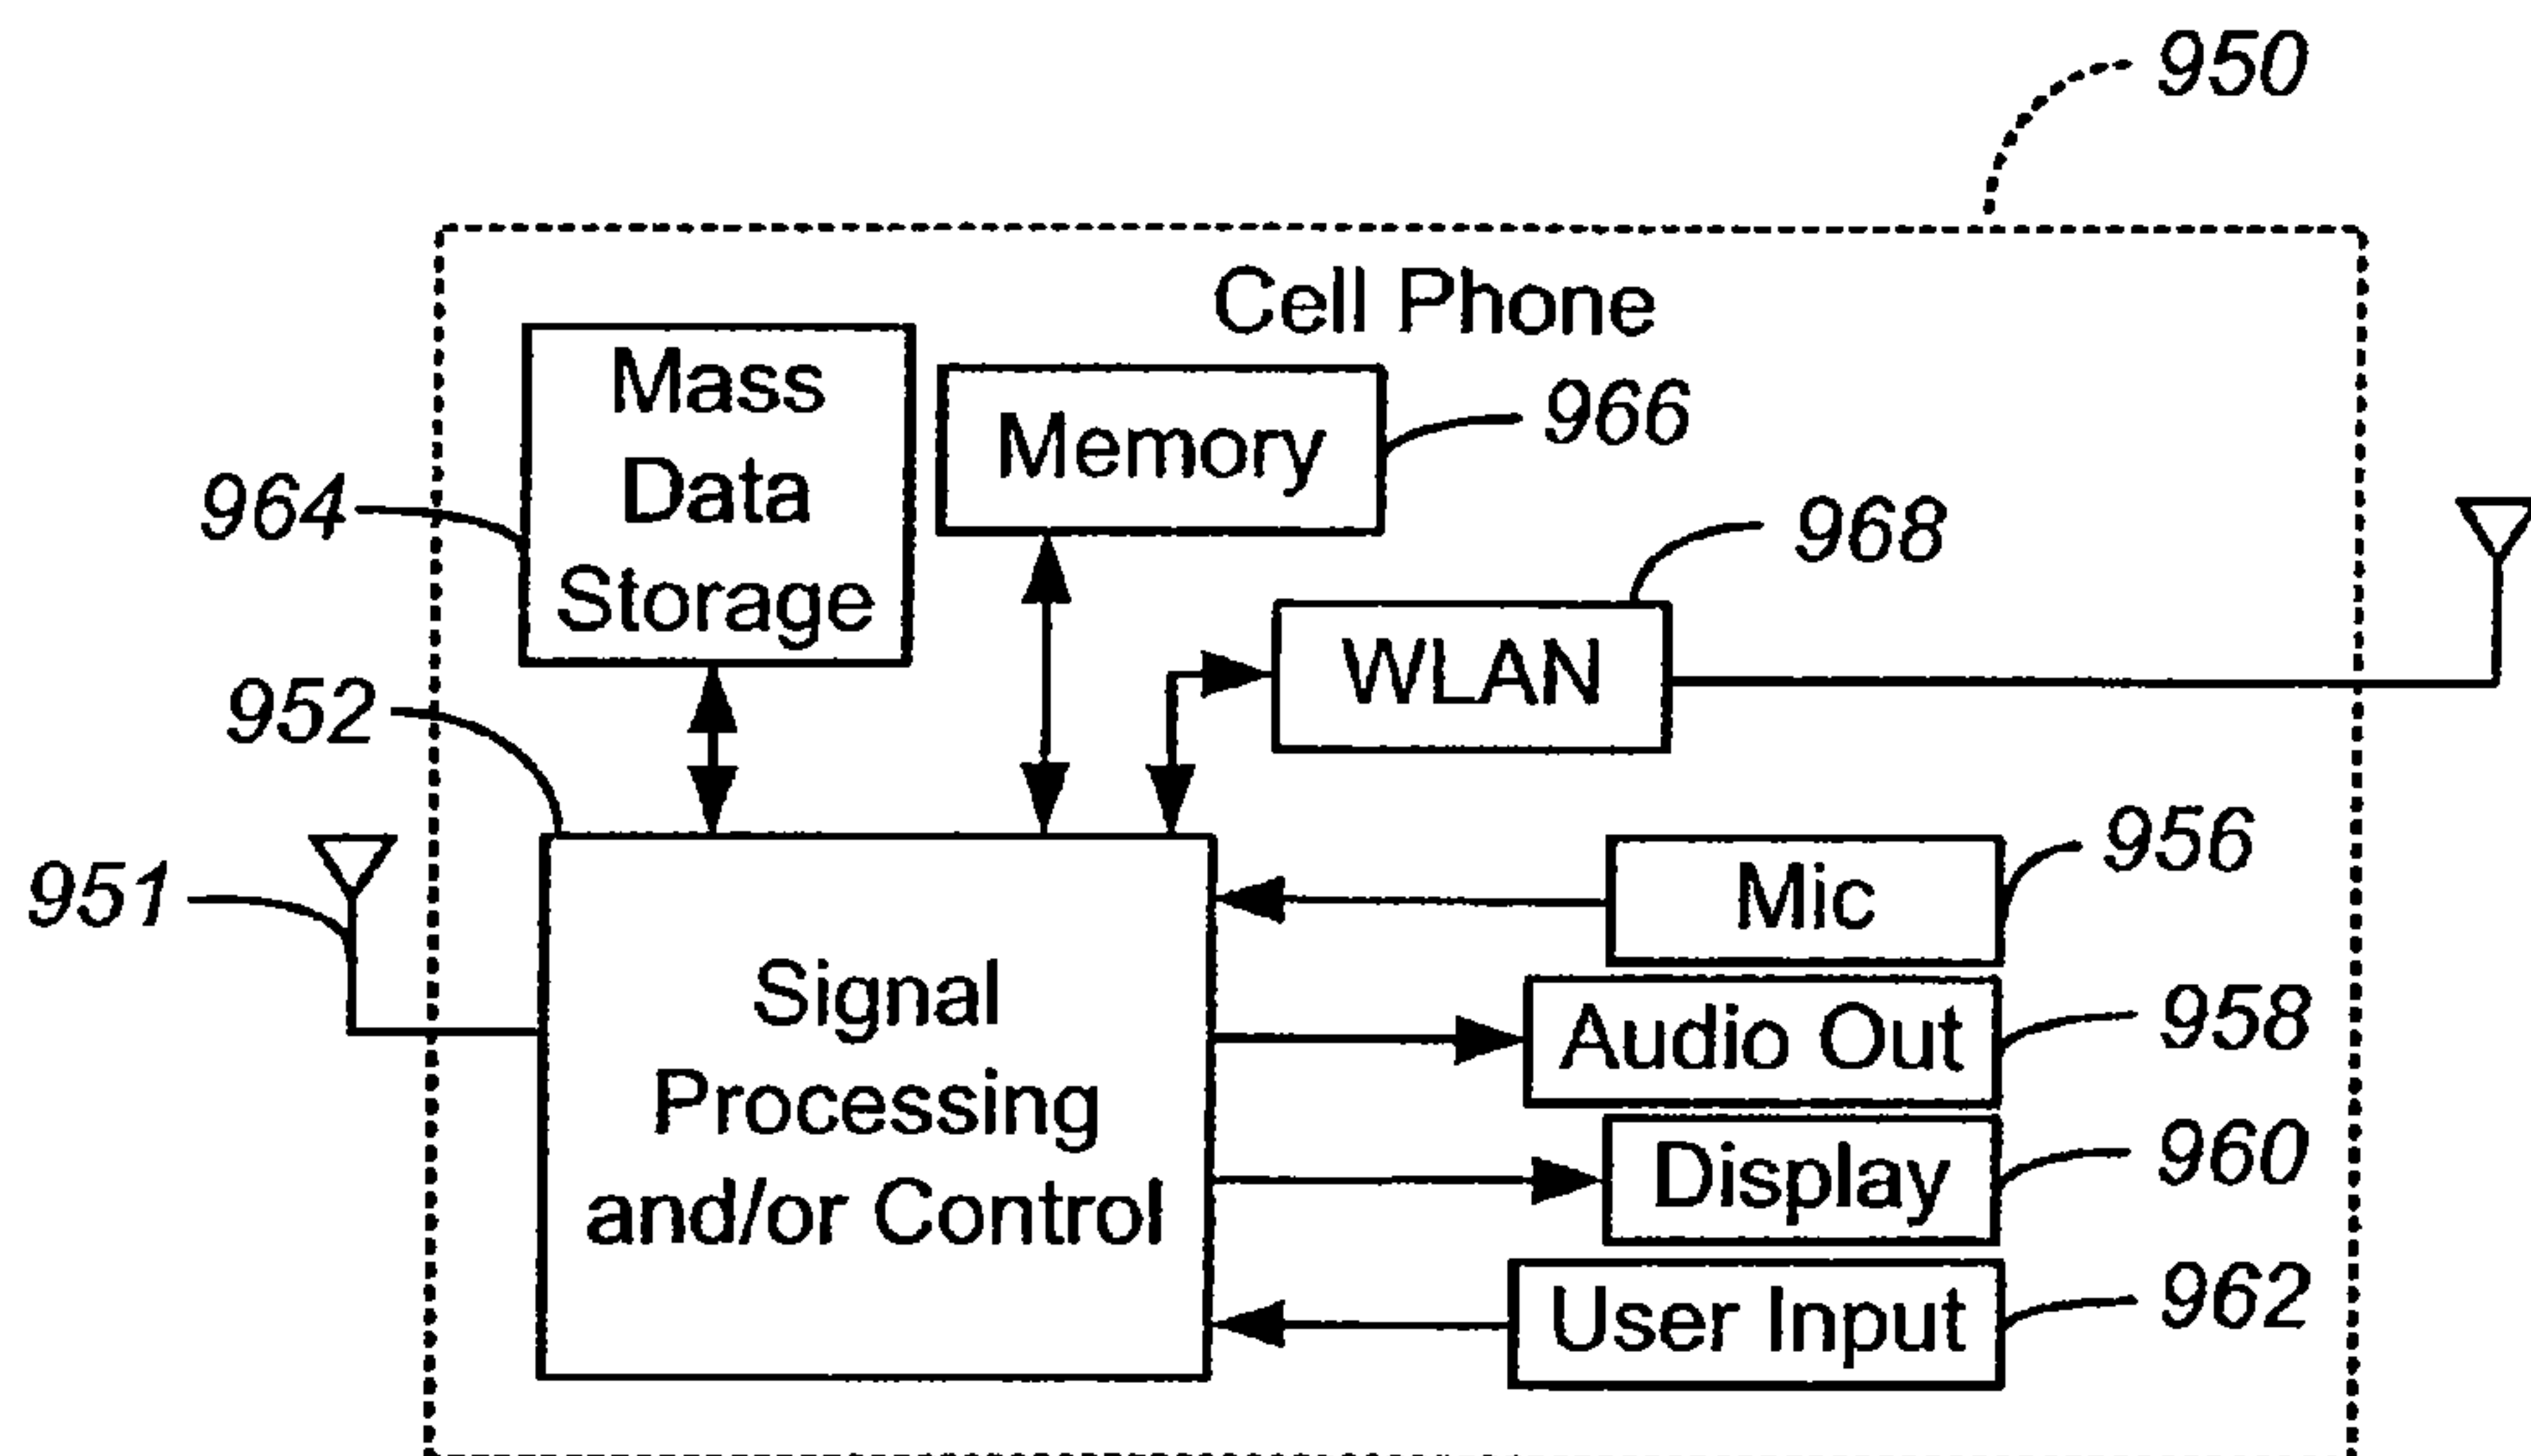 950
Cell Phone
Mass
Data
Storage
Memory
966
964
968
WLAN
952
951
Mic
956
Signal
Processing
and/or Control
Audio Out
958
Display
960
User Input
962